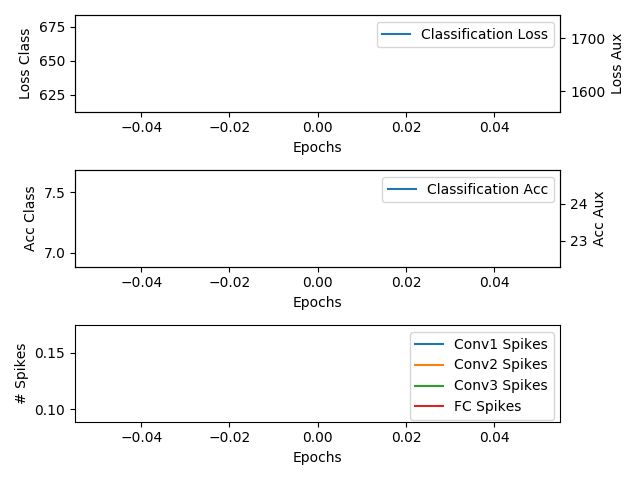 675
650
625
Loss Class
Classification Loss
1700
1600
Loss Aux
−0.04 −0.02 0.00 0.02 0.04
Epochs
7.5
7.0
Acc Class
Classification Acc
24
23
Acc Aux
−0.04 −0.02 0.00 0.02 0.04
Epochs
0.15
0.10
# Spikes
Conv1 Spikes
Conv2 Spikes
Conv3 Spikes
FC Spikes
−0.04 −0.02 0.00 0.02 0.04
Epochs